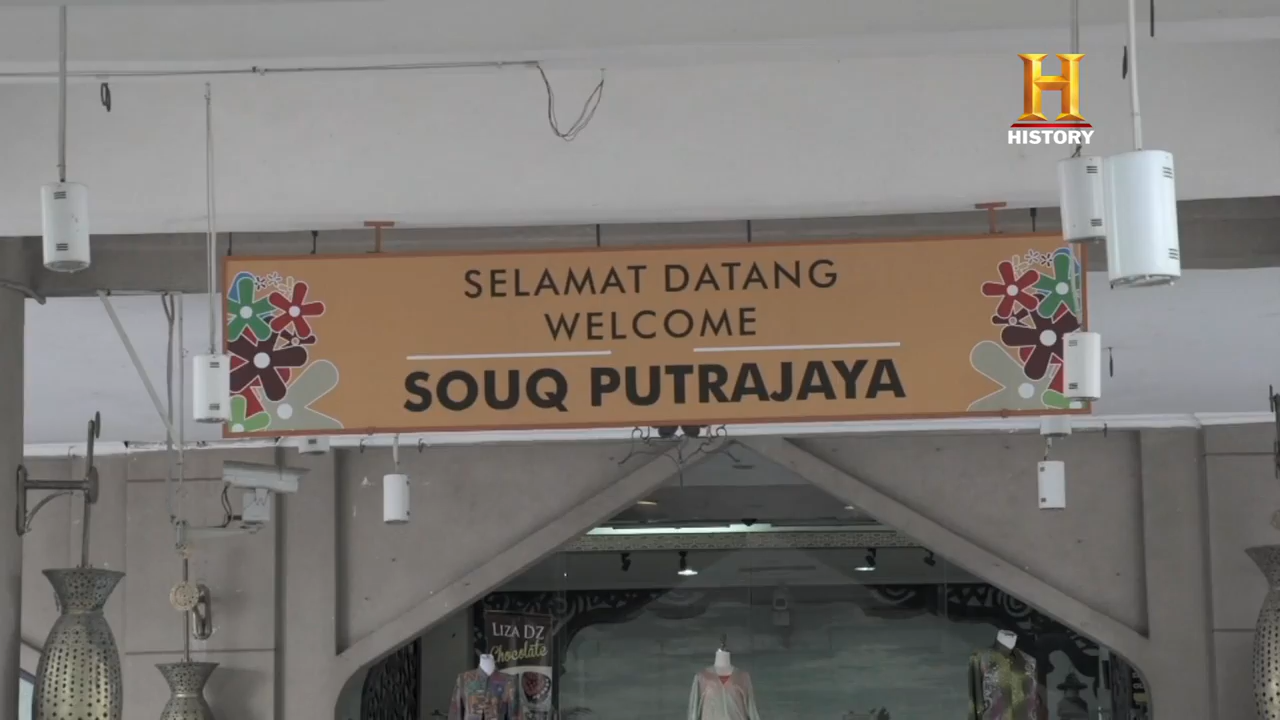 H
HISTORY
SELAMAT DATANG
WELCOME
SOUQ PUTRAJAYA
LIZA DZ
Chocolate